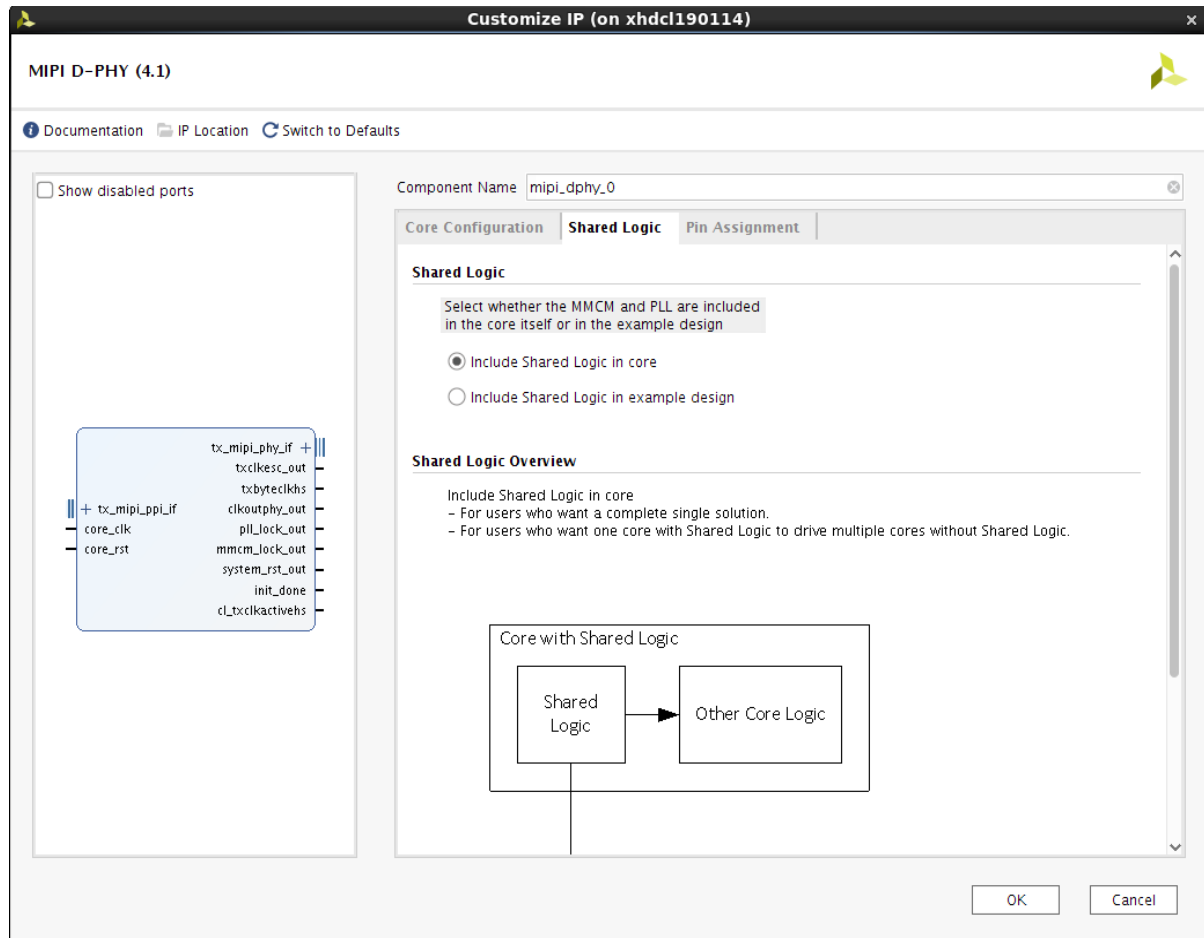 Customize IP (on xhdcl190114)
MIPI D-PHY (4.1)
Documentation IP Location Switch to Defaults
Show disabled ports
tx_mipi_phy_if
txclkesc_out
txbyteclkhs
tx_mipi_ppi_if clkoutphy_out
core_clk pll_lock_out
core_rst mmcm_lock_out
system_rst_out
init_done
cl_txclkactivehs
Component Name mipi_dphy_0
Core Configuration Shared Logic Pin Assignment
Shared Logic
Select whether the MMCM and PLL are included
in the core itself or in the example design
Include Shared Logic in core
Include Shared Logic in example design
Shared Logic Overview
Include Shared Logic in core
- For users who want a complete single solution.
- For users who want one core with Shared Logic to drive multiple cores without Shared Logic.
Core with Shared Logic
Shared
Logic
Other Core Logic
OK Cancel